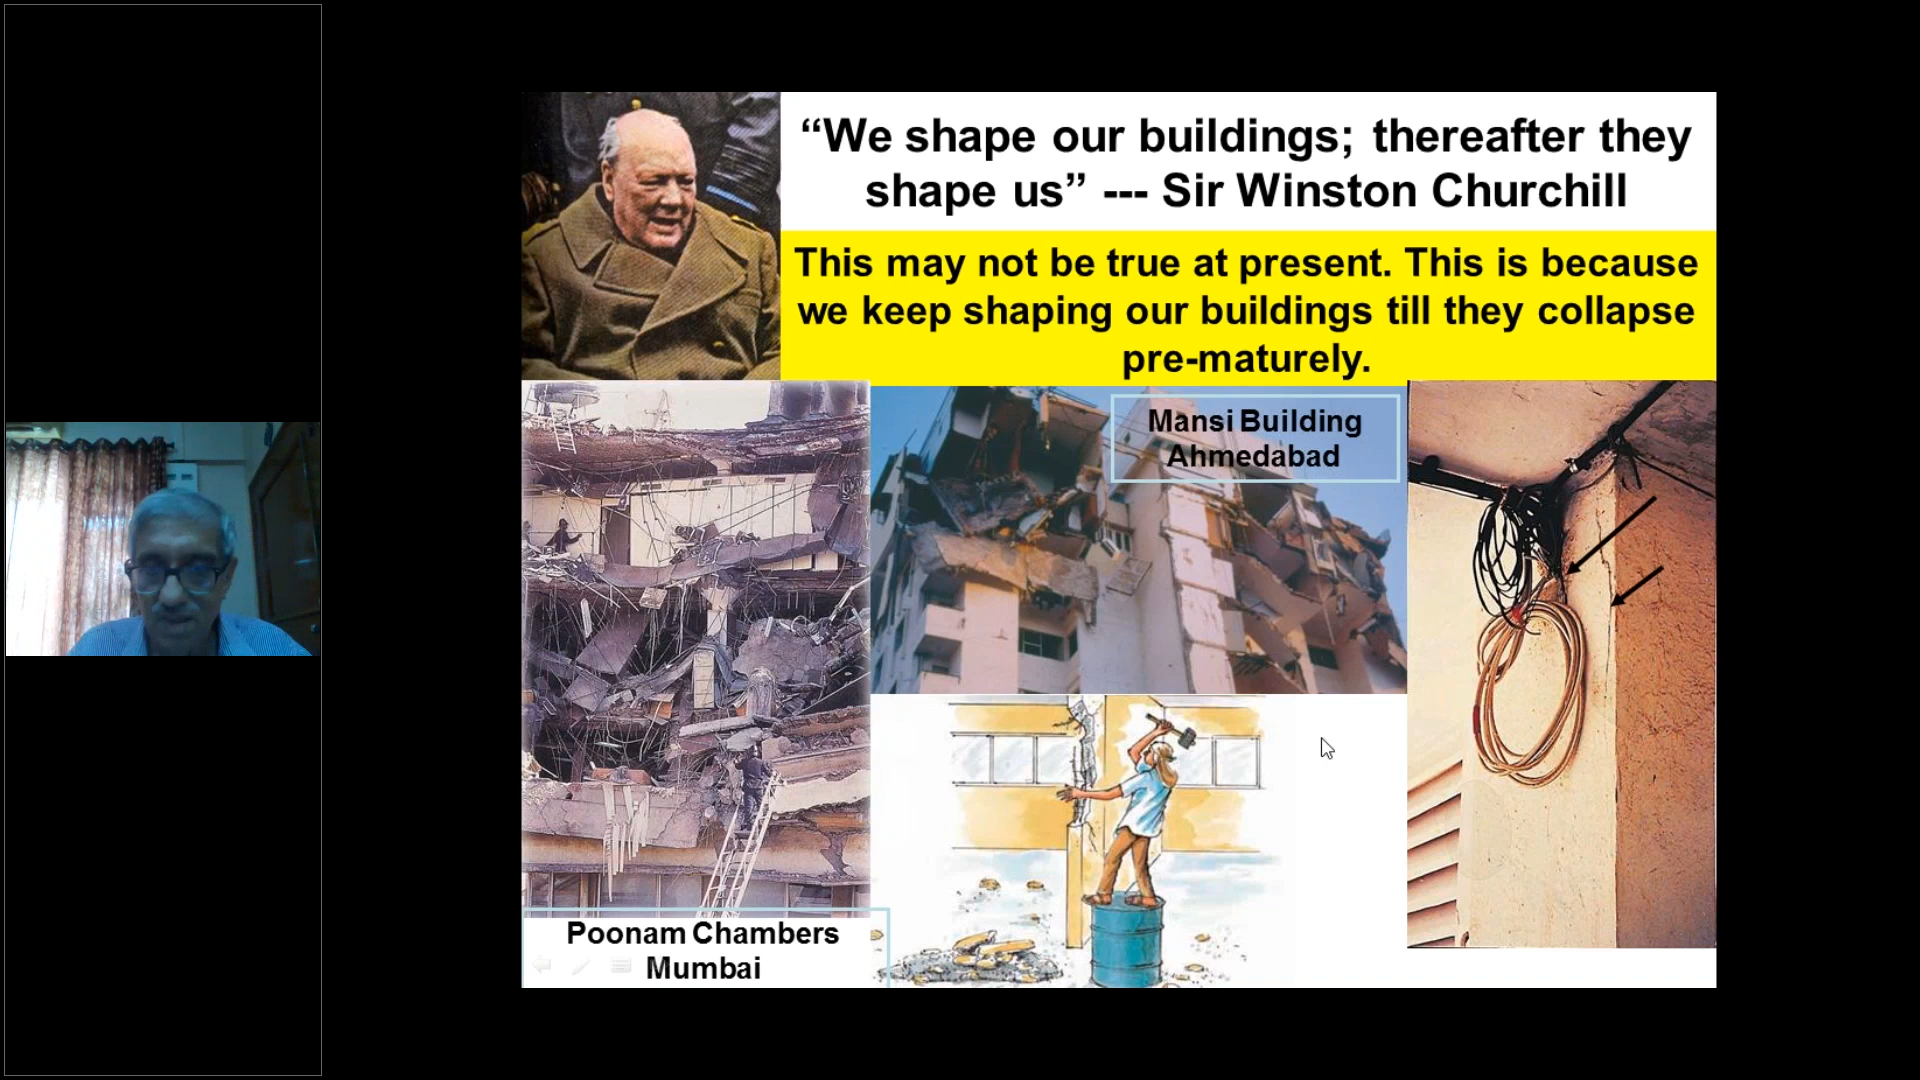 “We shape our buildings; thereafter they
shape us” --- Sir Winston Churchill
This may not be true at present. This is because
we keep shaping our buildings till they collapse
pre-maturely.
Mansi Building
Ahmedabad
Poonam Chambers
Mumbai